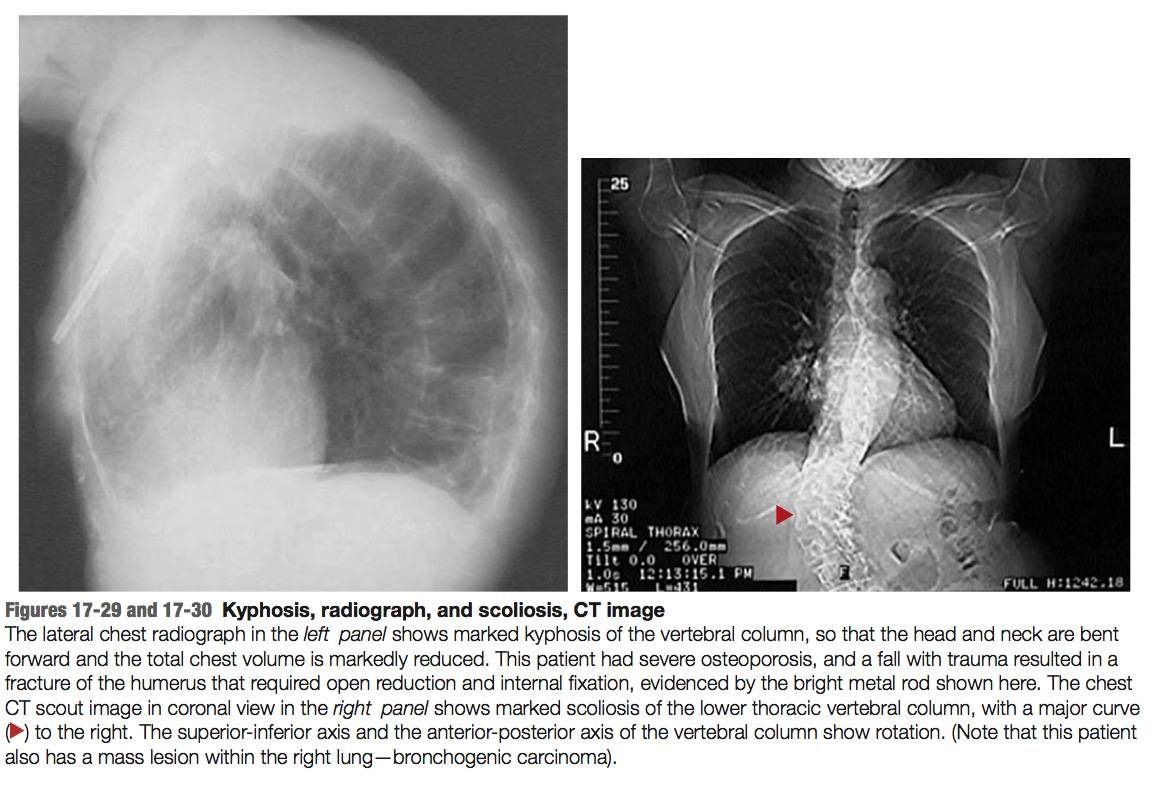 25
R
L
0
kV 130
mA 30
SPIRAL THORAX
1.5mm / 256.0mm
Tilt 0.0 OVER
1.0s 12:13:15.1 PM
W=515 L=431
F
FULL H:1242.18
Figures 17-29 and 17-30 Kyphosis, radiograph, and scoliosis, CT image
The lateral chest radiograph in the left panel shows marked kyphosis of the vertebral column, so that the head and neck are bent
forward and the total chest volume is markedly reduced. This patient had severe osteoporosis, and a fall with trauma resulted in a
fracture of the humerus that required open reduction and internal fixation, evidenced by the bright metal rod shown here. The chest
CT scout image in coronal view in the right panel shows marked scoliosis of the lower thoracic vertebral column, with a major curve
(▶) to the right. The superior-inferior axis and the anterior-posterior axis of the vertebral column show rotation. (Note that this patient
also has a mass lesion within the right lung—bronchogenic carcinoma).